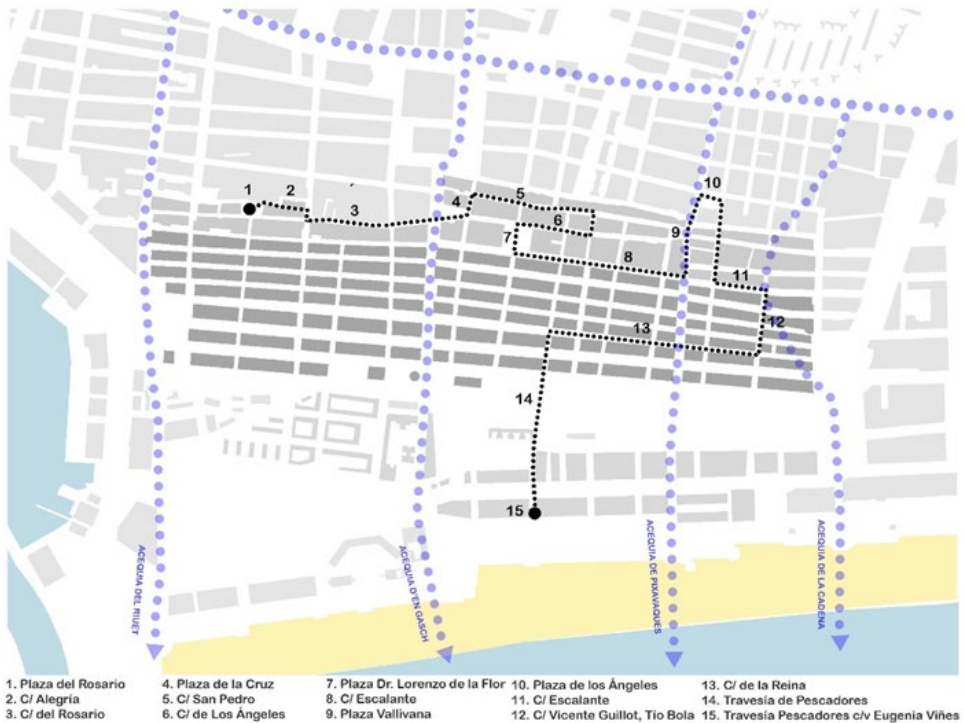 1
2
3
4
5
6
7
8
9
10
11
12
13
14
15
ACEQUIA DEL RIUET
ACEQUIA D'EN GASCH
ACEQUIA DE PIXAVAQUES
ACEQUIA DE LA CADENA
1. Plaza del Rosario
2. C/ Alegría
3. C/ del Rosario
4. Plaza de la Cruz
5. C/ San Pedro
6. C/ de Los Ángeles
7. Plaza Dr. Lorenzo de la Flor
8. C/ Escalante
9. Plaza Vallivana
10. Plaza de los Ángeles
11. C/ Escalante
12. C/ Vicente Guillot, Tio Bola
13. C/ de la Reina
14. Travesía de Pescadores
15. Travesía Pescadores c/v Eugenia Viñes